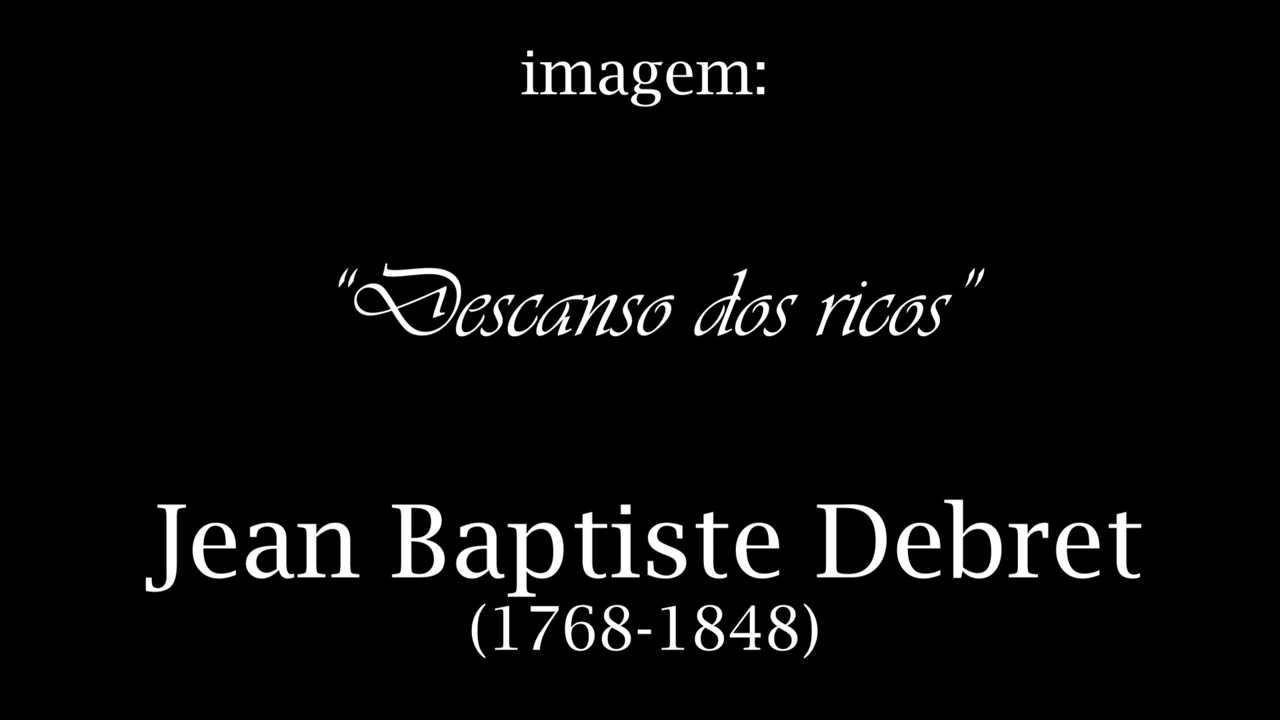 imagem:
“Descanso dos ricos”
Jean Baptiste Debret
(1768-1848)